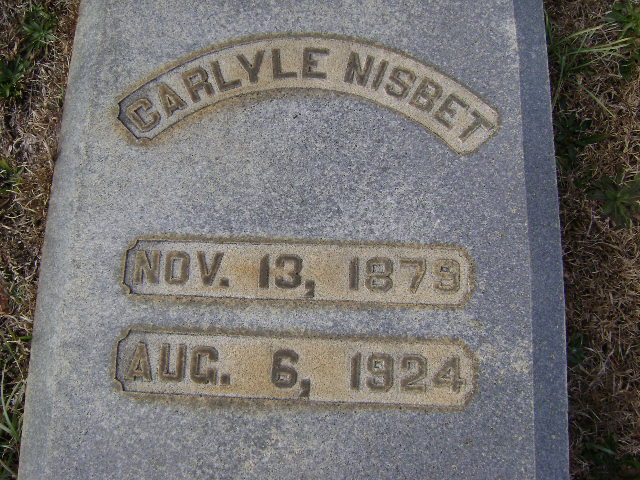 CARLYLE NISBET
NOV. 13, 1879
AUG. 6, 1924